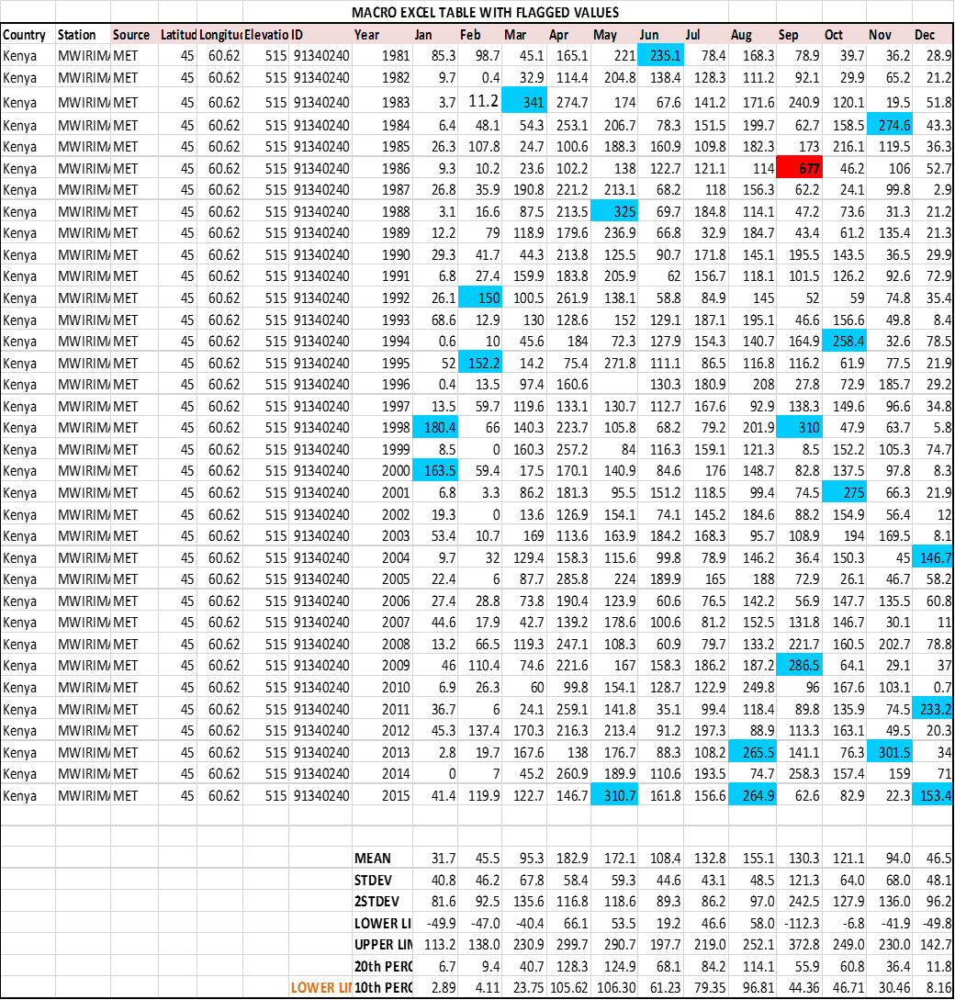 MACRO EXCEL TABLE WITH FLAGGED VALUES
Country Station Source Latitud Longitud Elevatio ID Year Jan Feb Mar Apr May Jun Jul Aug Sep Oct Nov Dec
Kenya MWIRIMA MET 45 60.62 515 91340240 1981 85.3 98.7 45.1 165.1 221 235.1 78.4 168.3 78.9 39.7 36.2 28.9
Kenya MWIRIMA MET 45 60.62 515 91340240 1982 9.7 0.4 32.9 114.4 204.8 138.4 128.3 111.2 92.1 29.9 65.2 21.2
Kenya MWIRIMA MET 45 60.62 515 91340240 1983 3.7 11.2 341 274.7 174 67.6 141.2 171.6 240.9 120.1 19.5 51.8
Kenya MWIRIMA MET 45 60.62 515 91340240 1984 6.4 48.1 54.3 253.1 206.7 78.3 151.5 199.7 62.7 158.5 274.6 43.3
Kenya MWIRIMA MET 45 60.62 515 91340240 1985 26.3 107.8 24.7 100.6 188.3 160.9 109.8 182.3 173 216.1 119.5 36.3
Kenya MWIRIMA MET 45 60.62 515 91340240 1986 9.3 10.2 23.6 102.2 138 122.7 121.1 114 677 46.2 106 52.7
Kenya MWIRIMA MET 45 60.62 515 91340240 1987 26.8 35.9 190.8 221.2 213.1 68.2 118 156.3 62.2 24.1 99.8 2.9
Kenya MWIRIMA MET 45 60.62 515 91340240 1988 3.1 16.6 87.5 213.5 325 69.7 184.8 114.1 47.2 73.6 31.3 21.2
Kenya MWIRIMA MET 45 60.62 515 91340240 1989 12.2 79 118.9 179.6 236.9 66.8 32.9 184.7 43.4 61.2 135.4 21.3
Kenya MWIRIMA MET 45 60.62 515 91340240 1990 29.3 41.7 44.3 213.8 125.5 90.7 171.8 145.1 195.5 143.5 36.5 29.9
Kenya MWIRIMA MET 45 60.62 515 91340240 1991 6.8 27.4 159.9 183.8 205.9 62 156.7 118.1 101.5 126.2 92.6 72.9
Kenya MWIRIMA MET 45 60.62 515 91340240 1992 26.1 150 100.5 261.9 138.1 58.8 84.9 145 52 59 74.8 35.4
Kenya MWIRIMA MET 45 60.62 515 91340240 1993 68.6 12.9 130 128.6 152 129.1 187.1 195.1 46.6 156.6 49.8 8.4
Kenya MWIRIMA MET 45 60.62 515 91340240 1994 0.6 10 45.6 184 72.3 127.9 154.3 140.7 164.9 258.4 32.6 78.5
Kenya MWIRIMA MET 45 60.62 515 91340240 1995 52 152.2 14.2 75.4 271.8 111.1 86.5 116.8 116.2 61.9 77.5 21.9
Kenya MWIRIMA MET 45 60.62 515 91340240 1996 0.4 13.5 97.4 160.6 130.3 180.9 208 27.8 72.9 185.7 29.2
Kenya MWIRIMA MET 45 60.62 515 91340240 1997 13.5 59.7 119.6 133.1 130.7 112.7 167.6 92.9 138.3 149.6 96.6 34.8
Kenya MWIRIMA MET 45 60.62 515 91340240 1998 180.4 66 140.3 223.7 105.8 68.2 79.2 201.9 310 47.9 63.7 5.8
Kenya MWIRIMA MET 45 60.62 515 91340240 1999 8.5 0 160.3 257.2 84 116.3 159.1 121.3 8.5 152.2 105.3 74.7
Kenya MWIRIMA MET 45 60.62 515 91340240 2000 163.5 59.4 17.5 170.1 140.9 84.6 176 148.7 82.8 137.5 97.8 8.3
Kenya MWIRIMA MET 45 60.62 515 91340240 2001 6.8 3.3 86.2 181.3 95.5 151.2 118.5 99.4 74.5 275 66.3 21.9
Kenya MWIRIMA MET 45 60.62 515 91340240 2002 19.3 0 13.6 126.9 154.1 74.1 145.2 184.6 88.2 154.9 56.4 12
Kenya MWIRIMA MET 45 60.62 515 91340240 2003 53.4 10.7 169 113.6 163.9 184.2 168.3 95.7 108.9 194 169.5 8.1
Kenya MWIRIMA MET 45 60.62 515 91340240 2004 9.7 32 129.4 158.3 115.6 99.8 78.9 146.2 36.4 150.3 45 146.7
Kenya MWIRIMA MET 45 60.62 515 91340240 2005 22.4 6 87.7 285.8 224 189.9 165 188 72.9 26.1 46.7 58.2
Kenya MWIRIMA MET 45 60.62 515 91340240 2006 27.4 28.8 73.8 190.4 123.9 60.6 76.5 142.2 56.9 147.7 135.5 60.8
Kenya MWIRIMA MET 45 60.62 515 91340240 2007 44.6 17.9 42.7 139.2 178.6 100.6 81.2 152.5 131.8 146.7 30.1 11
Kenya MWIRIMA MET 45 60.62 515 91340240 2008 13.2 66.5 119.3 247.1 108.3 60.9 79.7 133.2 221.7 160.5 202.7 78.8
Kenya MWIRIMA MET 45 60.62 515 91340240 2009 46 110.4 74.6 221.6 167 158.3 186.2 187.2 286.5 64.1 29.1 37
Kenya MWIRIMA MET 45 60.62 515 91340240 2010 6.9 26.3 60 99.8 154.1 128.7 122.9 249.8 96 167.6 103.1 0.7
Kenya MWIRIMA MET 45 60.62 515 91340240 2011 36.7 6 24.1 259.1 141.8 35.1 99.4 118.4 89.8 135.9 74.5 233.2
Kenya MWIRIMA MET 45 60.62 515 91340240 2012 45.3 137.4 170.3 216.3 213.4 91.2 197.3 88.9 113.3 163.1 49.5 20.3
Kenya MWIRIMA MET 45 60.62 515 91340240 2013 2.8 19.7 167.6 138 176.7 88.3 108.2 265.5 141.1 76.3 301.5 34
Kenya MWIRIMA MET 45 60.62 515 91340240 2014 0 7 45.2 260.9 189.9 110.6 193.5 74.7 258.3 157.4 159 71
Kenya MWIRIMA MET 45 60.62 515 91340240 2015 41.4 119.9 122.7 146.7 310.7 161.8 156.6 264.9 62.6 82.9 22.3 153.4
MEAN 31.7 45.5 95.3 182.9 172.1 108.4 132.8 155.1 130.3 121.1 94.0 46.5
STDEV 40.8 46.2 67.8 58.4 59.3 44.6 43.1 48.5 121.3 64.0 68.0 48.1
2STDEV 81.6 92.5 135.6 116.8 118.6 89.3 86.2 97.0 242.5 127.9 136.0 96.2
LOWER LI -49.9 -47.0 -40.4 66.1 53.5 19.2 46.6 58.0 -112.3 -6.8 -41.9 -49.8
UPPER LIN 113.2 138.0 230.9 299.7 290.7 197.7 219.0 252.1 372.8 249.0 230.0 142.7
20th PERC 6.7 9.4 40.7 128.3 124.9 68.1 84.2 114.1 55.9 60.8 36.4 11.8
LOWER LIN 10th PERC 2.89 4.11 23.75 105.62 106.30 61.23 79.35 96.81 44.36 46.71 30.46 8.16